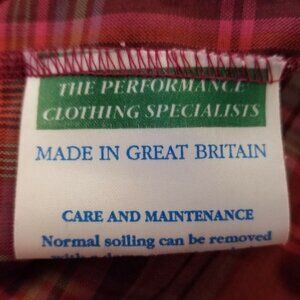 THE PERFORMANCE
CLOTHING SPECIALISTS
MADE IN GREAT BRITAIN
CARE AND MAINTENANCE
Normal soiling can be removed